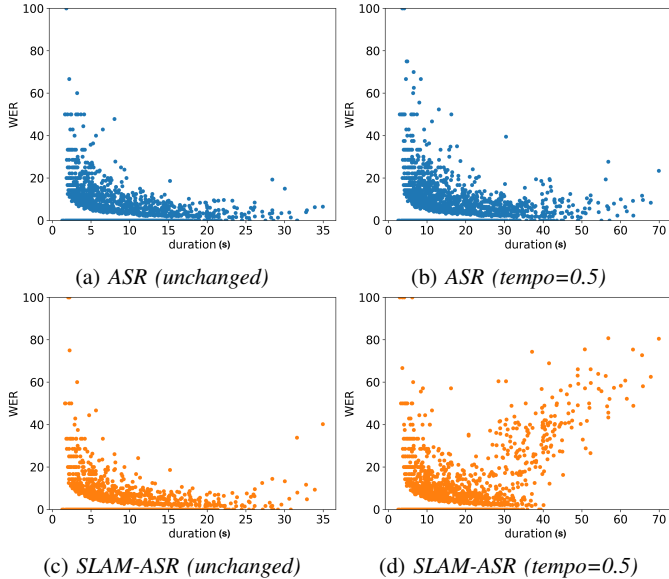 100
80
60
40
20
0
WER
0 5 10 15 20 25 30 35
duration (s)
(a) ASR (unchanged)
100
80
60
40
20
0
WER
0 10 20 30 40 50 60 70
duration (s)
(b) ASR (tempo=0.5)
100
80
60
40
20
0
WER
0 5 10 15 20 25 30 35
duration (s)
(c) SLAM-ASR (unchanged)
100
80
60
40
20
0
WER
0 10 20 30 40 50 60 70
duration (s)
(d) SLAM-ASR (tempo=0.5)